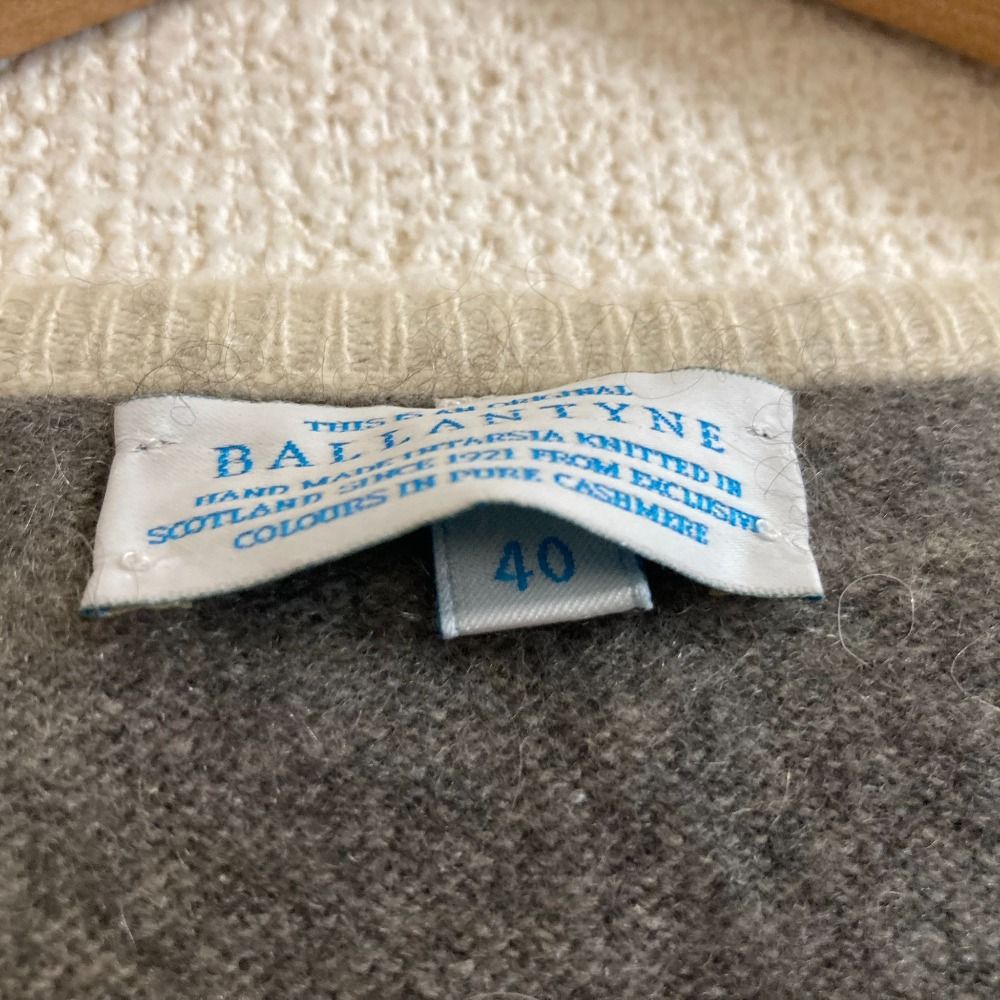 THIS IS AN ORIGINAL
BALLANTYNE
HAND MADE INTARSIA KNITTED IN
SCOTLAND SINCE 1921 FROM EXCLUSIVE
COLOURS IN PURE CASHMERE
40